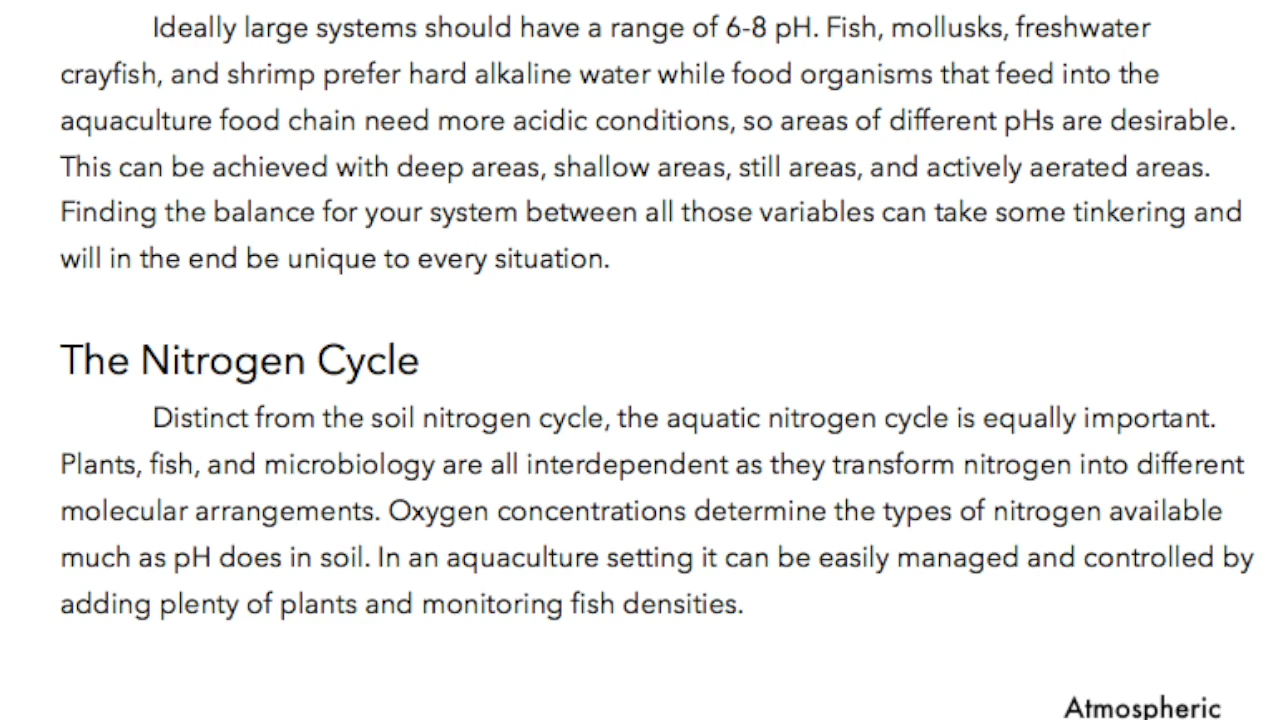 Ideally large systems should have a range of 6-8 pH. Fish, mollusks, freshwater
crayfish, and shrimp prefer hard alkaline water while food organisms that feed into the
aquaculture food chain need more acidic conditions, so areas of different pHs are desirable.
This can be achieved with deep areas, shallow areas, still areas, and actively aerated areas.
Finding the balance for your system between all those variables can take some tinkering and
will in the end be unique to every situation.
The Nitrogen Cycle
Distinct from the soil nitrogen cycle, the aquatic nitrogen cycle is equally important.
Plants, fish, and microbiology are all interdependent as they transform nitrogen into different
molecular arrangements. Oxygen concentrations determine the types of nitrogen available
much as pH does in soil. In an aquaculture setting it can be easily managed and controlled by
adding plenty of plants and monitoring fish densities.
Atmospheric